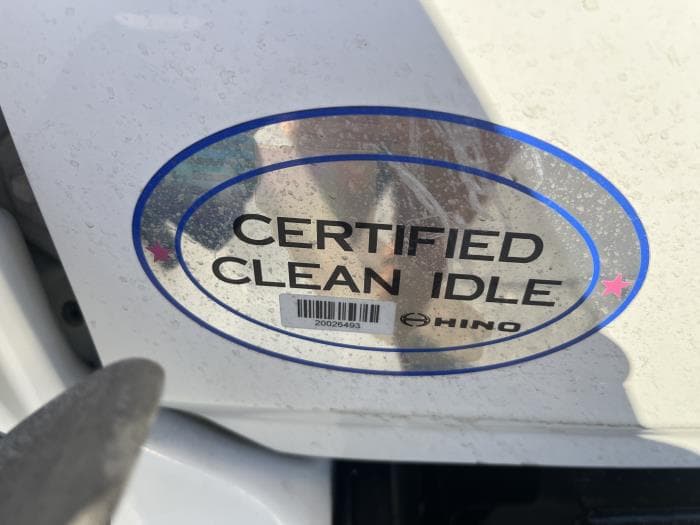 CERTIFIED
CLEAN IDLE
20026493
HINO